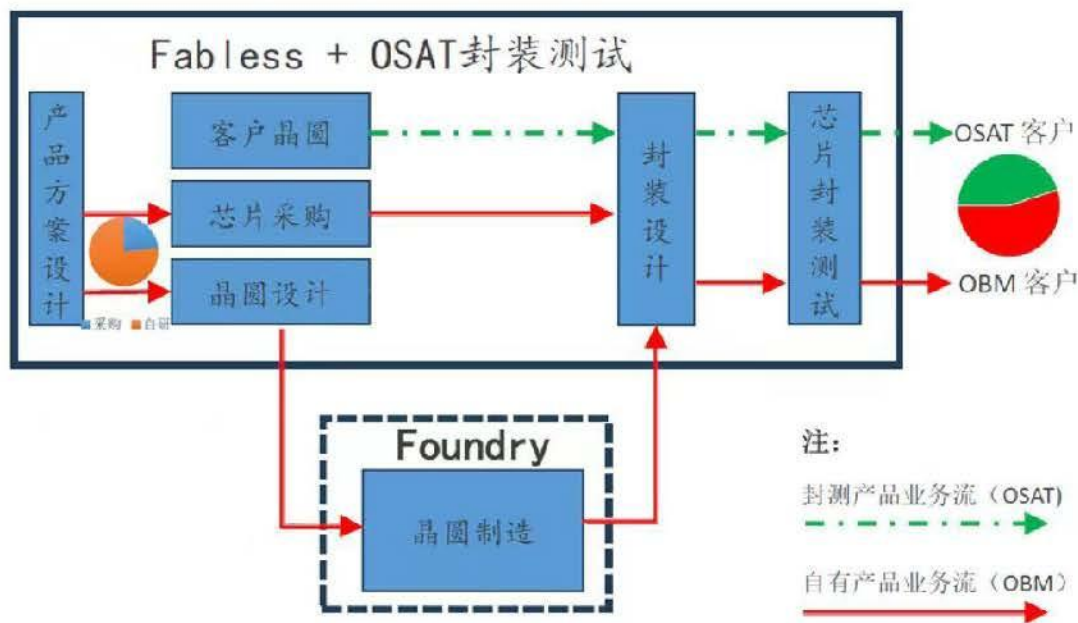 Fabless + OSAT封装测试
产品方案设计
客户晶圆
芯片采购
晶圆设计
采购 自研
封装设计
芯片封装测试
OSAT 客户
OBM 客户
Foundry
晶圆制造
注：
封测产品业务流（OSAT)
自有产品业务流（OBM）